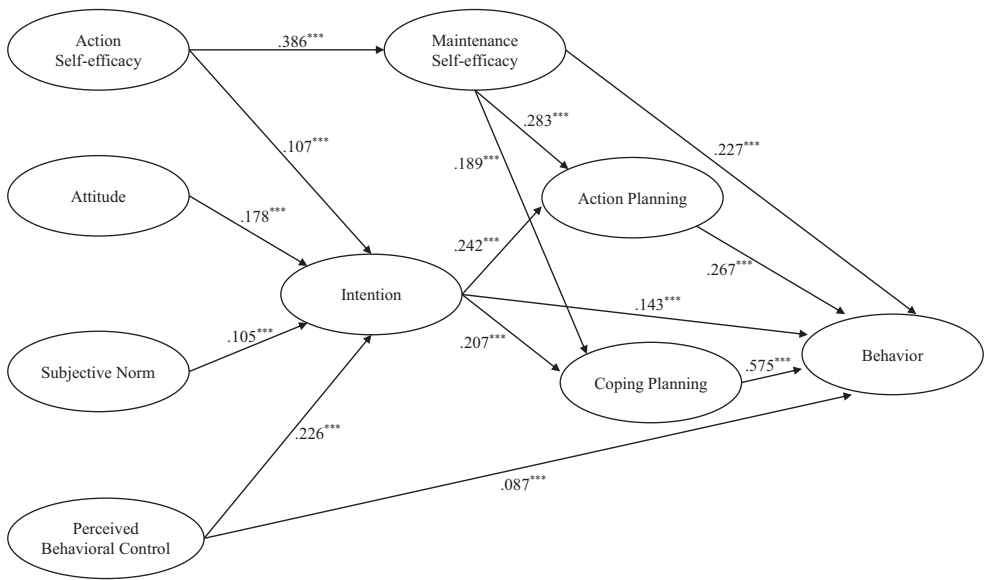 Action
Self-efficacy
.386***
Maintenance
Self-efficacy
.283***
.107***
.189***
.227***
Attitude
Action Planning
.178***
.242***
.267***
Intention
.143***
.105***
.207***
Behavior
Subjective Norm
Coping Planning
.575***
.226***
.087***
Perceived
Behavioral Control